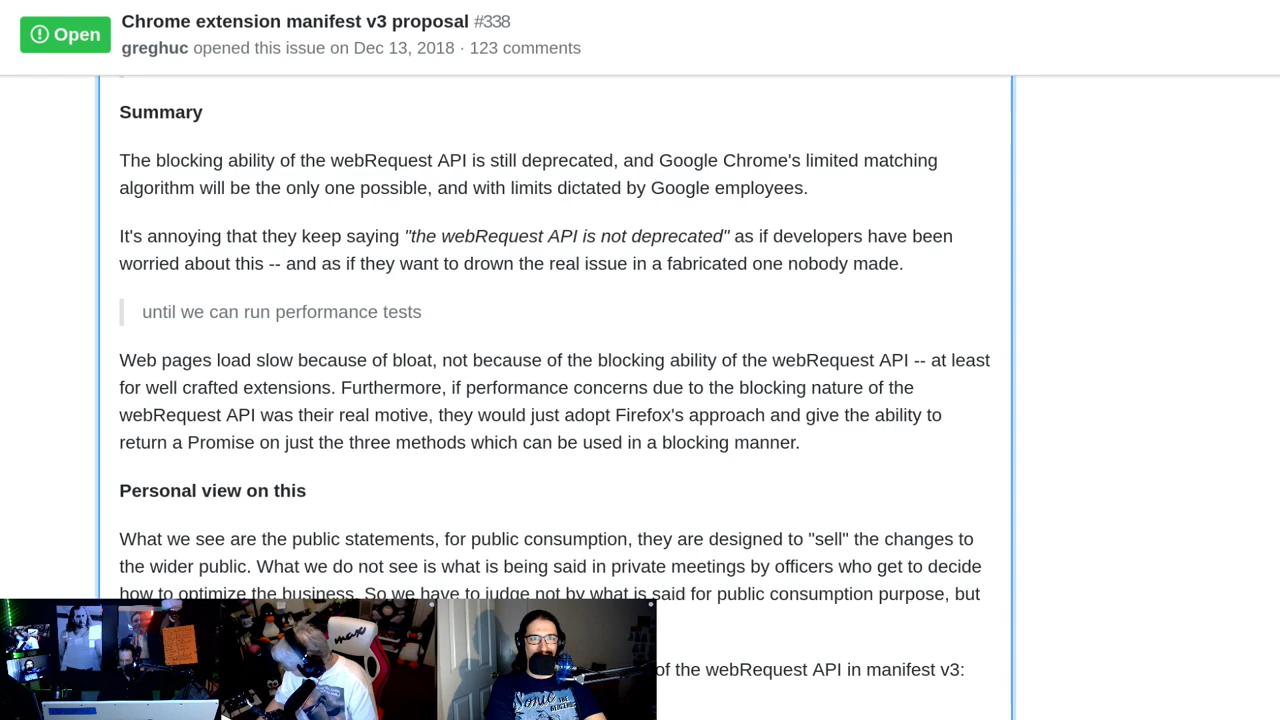 Open
Chrome extension manifest v3 proposal #338
greghuc opened this issue on Dec 13, 2018 · 123 comments
Summary
The blocking ability of the webRequest API is still deprecated, and Google Chrome's limited matching
algorithm will be the only one possible, and with limits dictated by Google employees.
It's annoying that they keep saying "the webRequest API is not deprecated" as if developers have been
worried about this -- and as if they want to drown the real issue in a fabricated one nobody made.
until we can run performance tests
Web pages load slow because of bloat, not because of the blocking ability of the webRequest API -- at least
for well crafted extensions. Furthermore, if performance concerns due to the blocking nature of the
webRequest API was their real motive, they would just adopt Firefox's approach and give the ability to
return a Promise on just the three methods which can be used in a blocking manner.
Personal view on this
What we see are the public statements, for public consumption, they are designed to "sell" the changes to
the wider public. What we do not see is what is being said in private meetings by officers who get to decide
how to optimize the business. So we have to judge not by what is said for public consumption purpose, but
of the webRequest API in manifest v3:
Sonic
THE